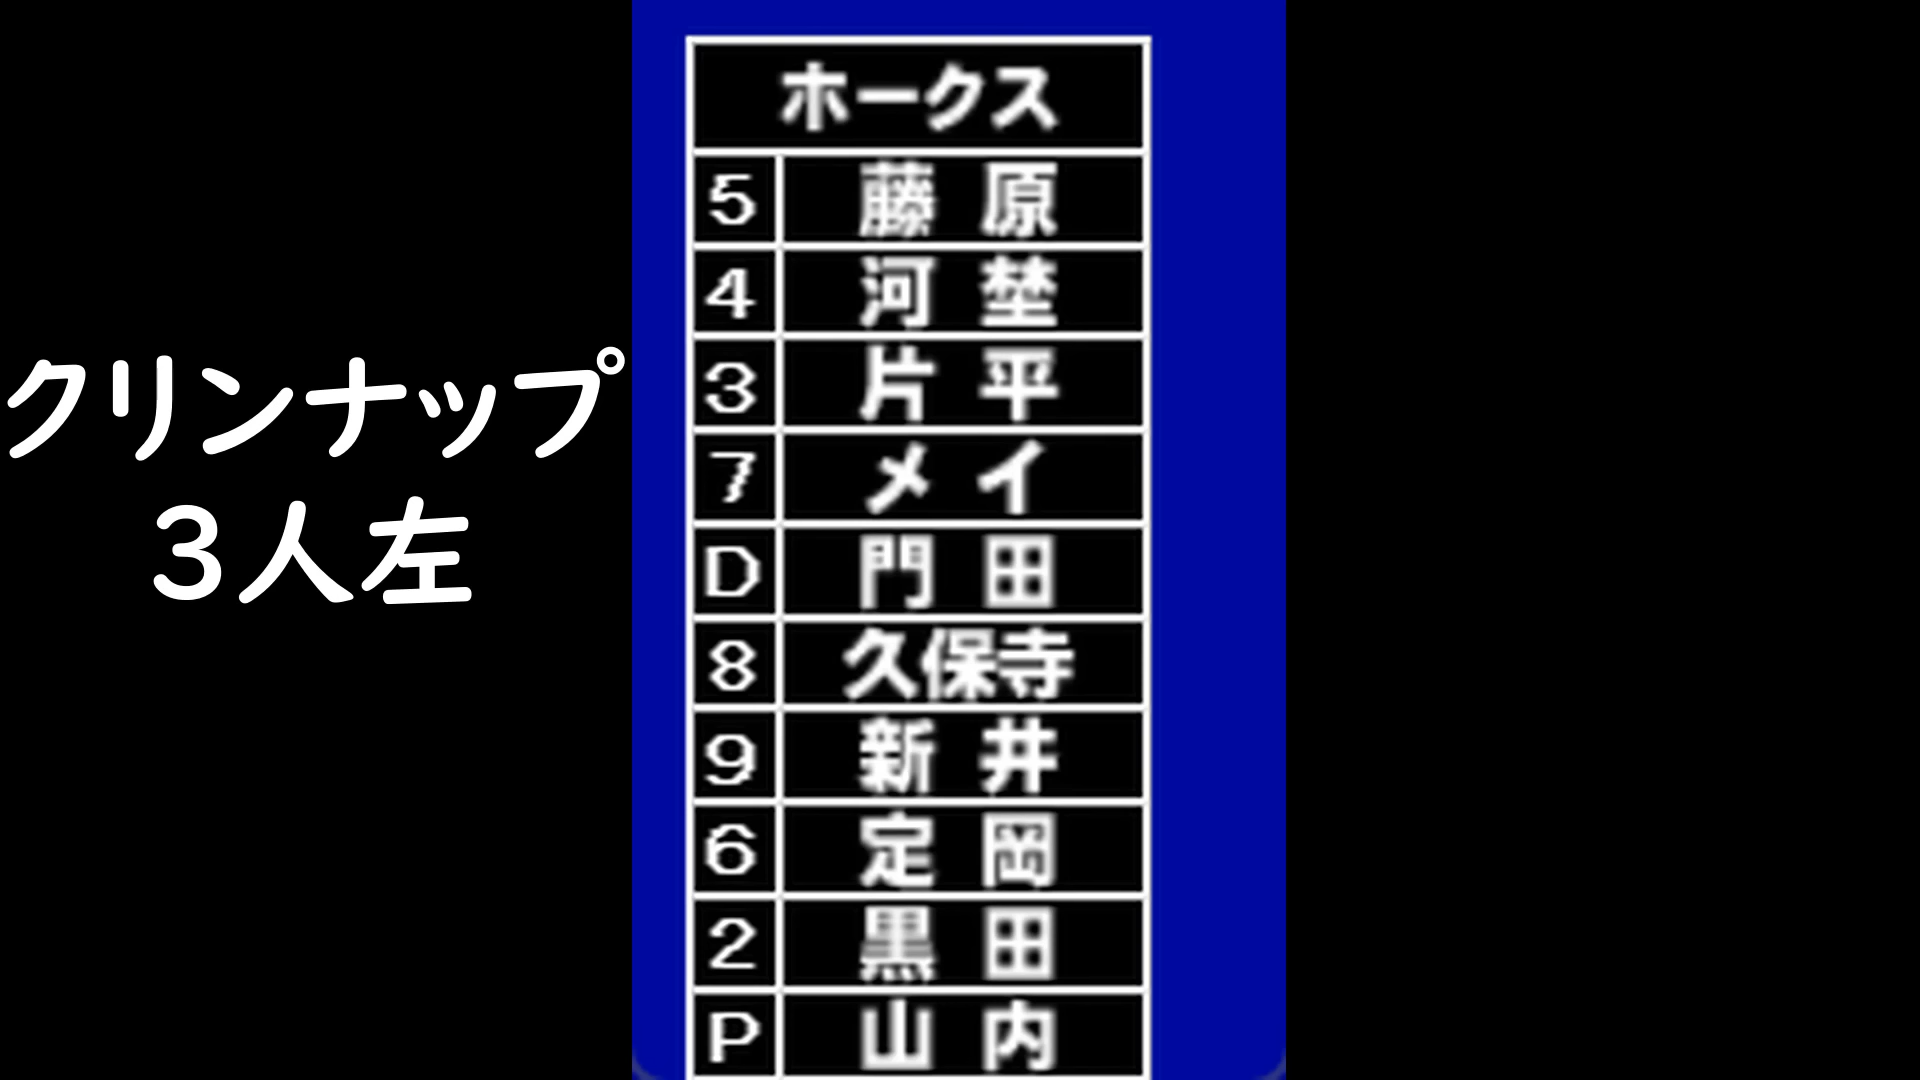 クリンナップ
３人左
ホークス
5 藤原
4 河埜
3 片平
7 メイ
D 門田
8 久保寺
9 新井
6 定岡
2 黒田
P 山内